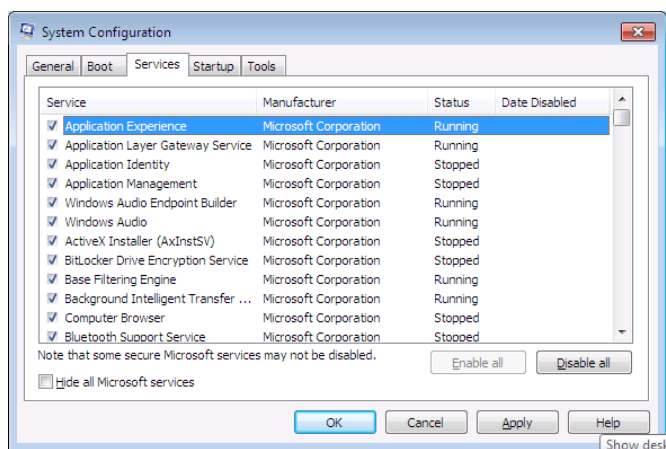 System Configuration
General Boot Services Startup Tools
Service Manufacturer Status Date Disabled
Application Experience Microsoft Corporation Running
Application Layer Gateway Service Microsoft Corporation Running
Application Identity Microsoft Corporation Stopped
Application Management Microsoft Corporation Stopped
Windows Audio Endpoint Builder Microsoft Corporation Running
Windows Audio Microsoft Corporation Running
ActiveX Installer (AxInstSV) Microsoft Corporation Stopped
BitLocker Drive Encryption Service Microsoft Corporation Stopped
Base Filtering Engine Microsoft Corporation Running
Background Intelligent Transfer ... Microsoft Corporation Running
Computer Browser Microsoft Corporation Stopped
Bluetooth Support Service Microsoft Corporation Stopped
Note that some secure Microsoft services may not be disabled.
Enable all Disable all
Hide all Microsoft services
OK Cancel Apply Help
Show desk